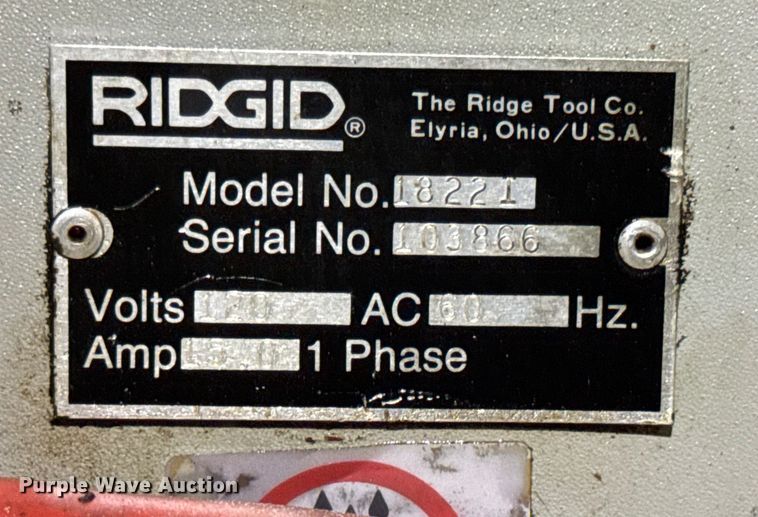 RIDGID®
The Ridge Tool Co.
Elyria, Ohio/U.S.A.
Model No. 18221
Serial No. 103866
Volts 120 AC 60 Hz.
Amp 1 Phase
Purple Wave Auction